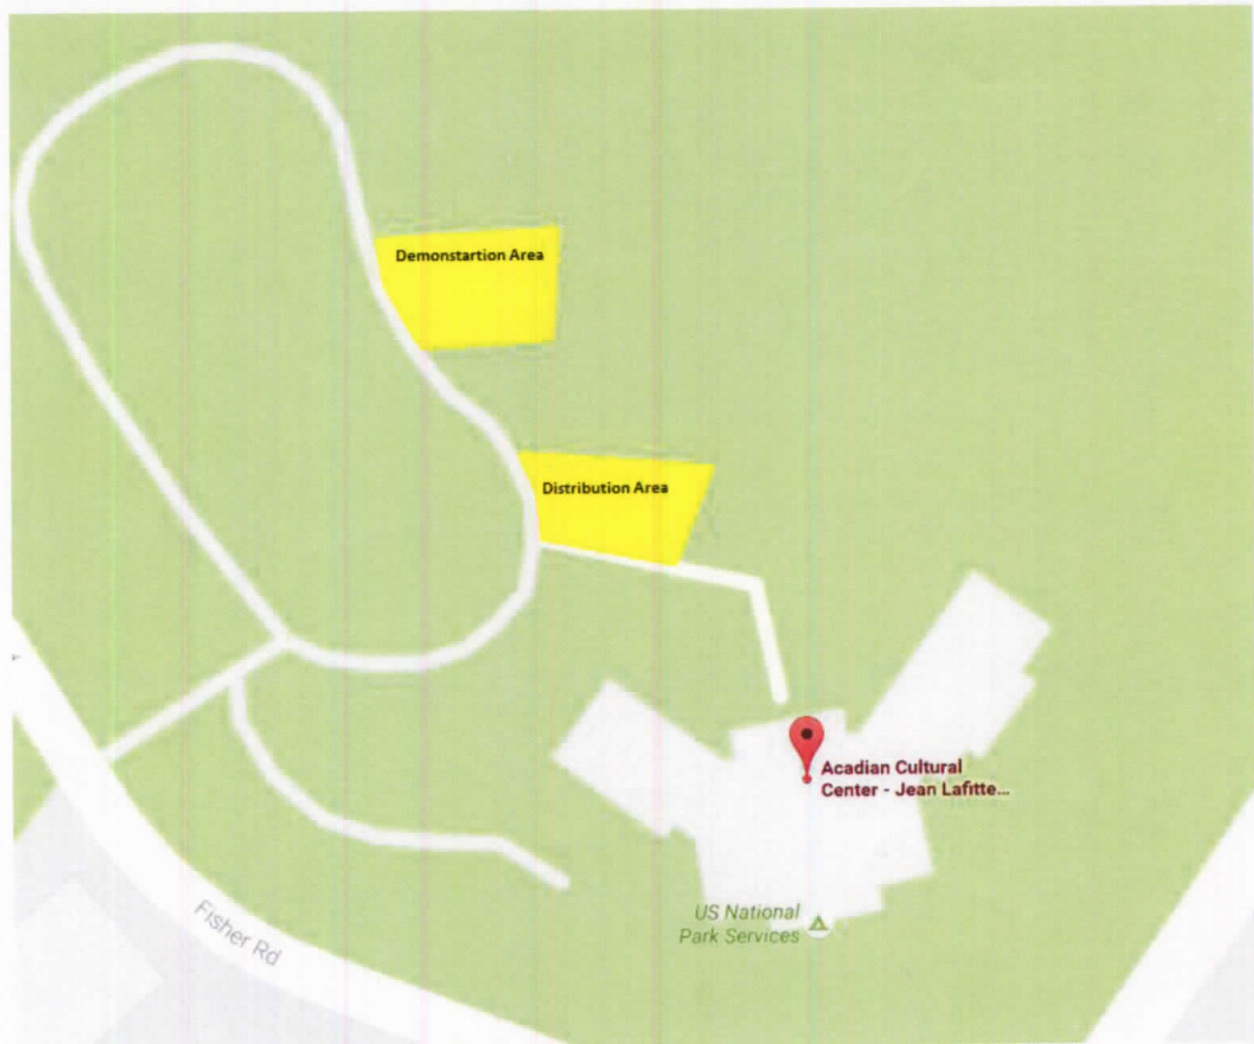 Demonstartion Area
Distribution Area
Acadian Cultural
Center - Jean Lafitte...
US National
Park Services
Fisher Rd